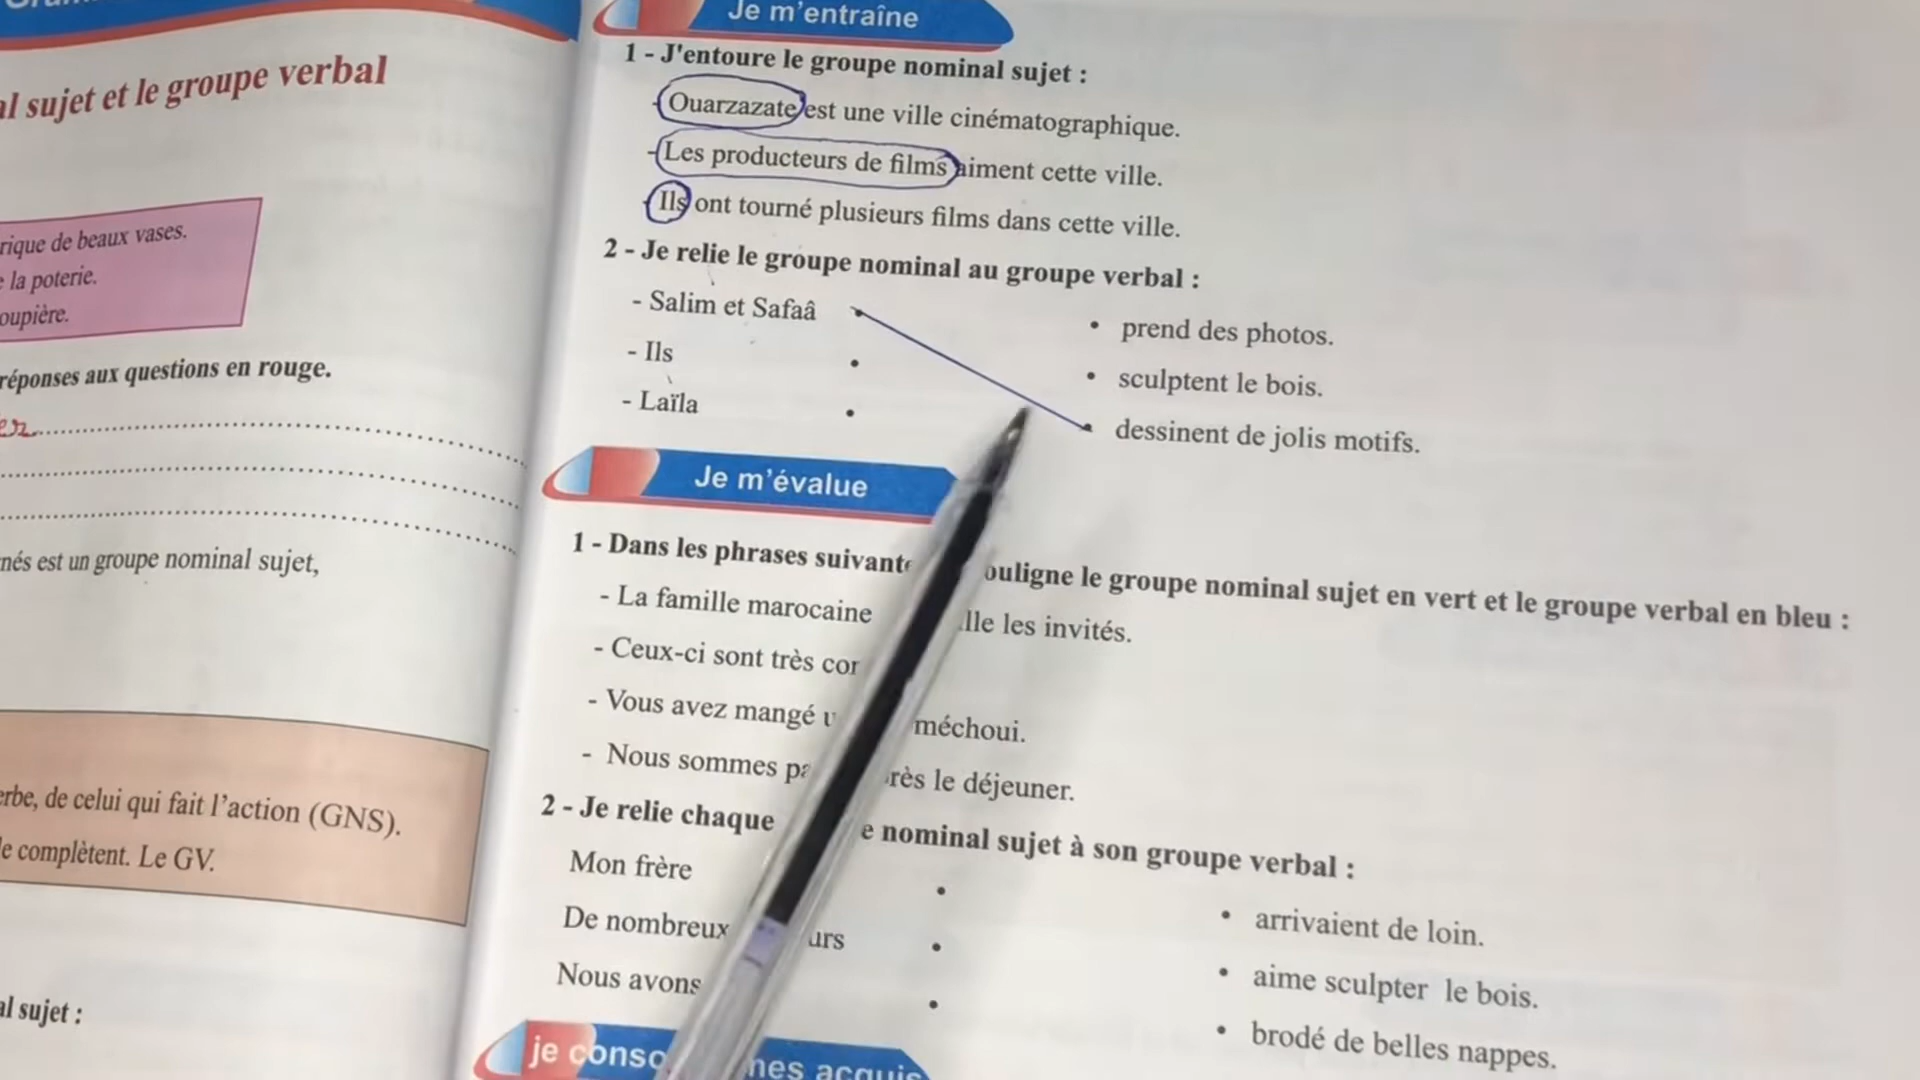 al sujet et le groupe verbal
rique de beaux vases.
la poterie.
oupière.
réponses aux questions en rouge.
er
nés est un groupe nominal sujet,
erbe, de celui qui fait l'action (GNS).
le complètent. Le GV.
al sujet :
Je m'entraîne
1 - J'entoure le groupe nominal sujet :
- Ouarzazate est une ville cinématographique.
- Les producteurs de films aiment cette ville.
- Ils ont tourné plusieurs films dans cette ville.
2 - Je relie le groupe nominal au groupe verbal :
- Salim et Safaâ • • prend des photos.
- Ils • • sculptent le bois.
- Laïla • • dessinent de jolis motifs.
Je m'évalue
1 - Dans les phrases suivante ouligne le groupe nominal sujet en vert et le groupe verbal en bleu :
- La famille marocaine lle les invités.
- Ceux-ci sont très cor
- Vous avez mangé u méchoui.
- Nous sommes pa rès le déjeuner.
2 - Je relie chaque e nominal sujet à son groupe verbal :
Mon frère • • arrivaient de loin.
De nombreux urs • • aime sculpter le bois.
Nous avons • • brodé de belles nappes.
je conso mes acquis